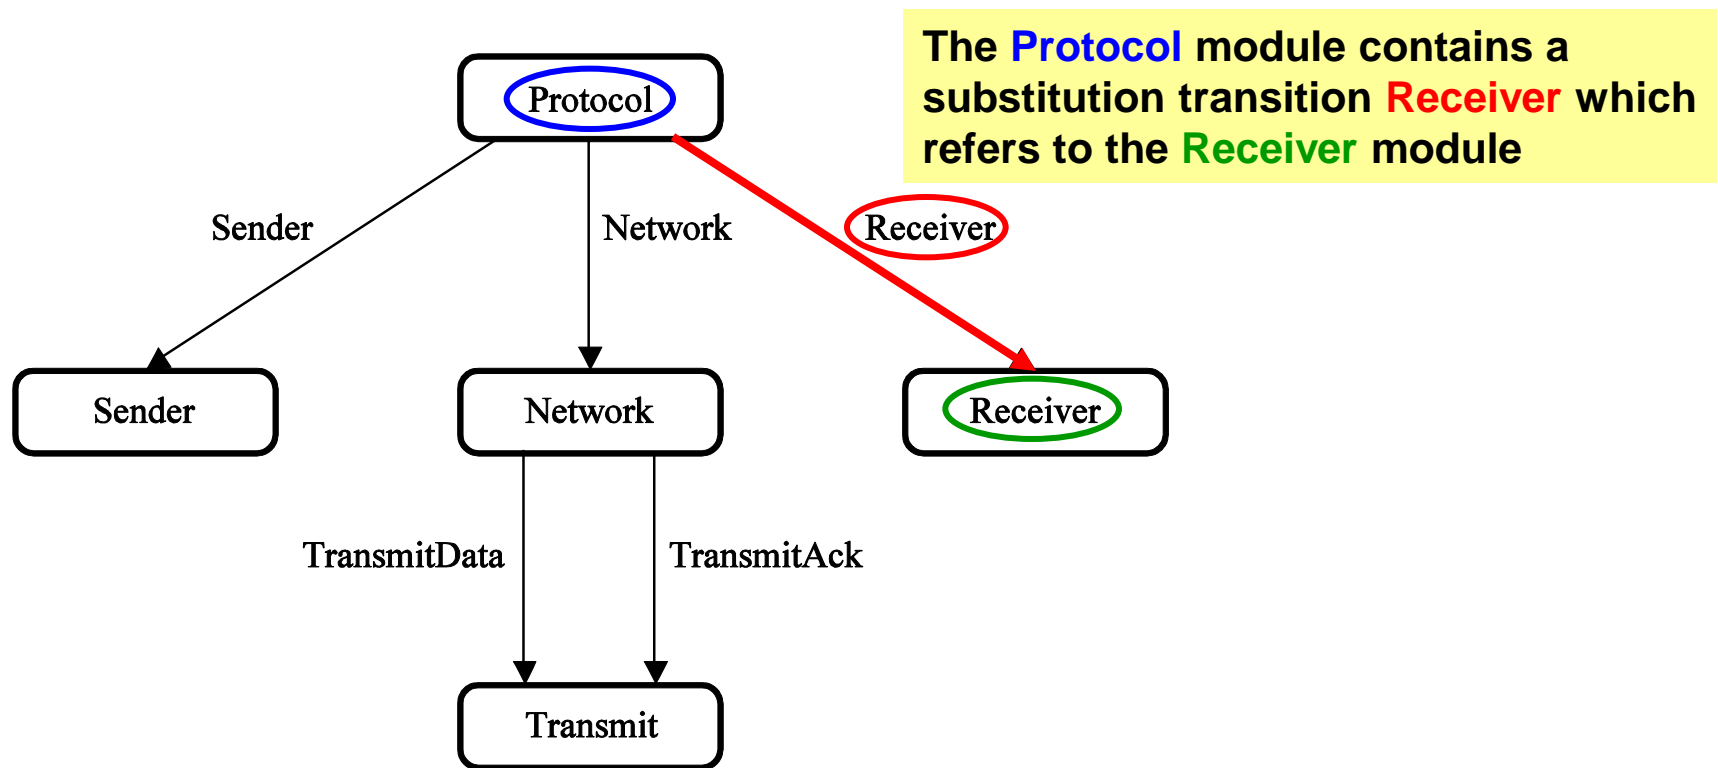 The Protocol module contains a
substitution transition Receiver which
refers to the Receiver module
Protocol
Sender
Network
Receiver
Sender
Network
Receiver
TransmitData
TransmitAck
Transmit